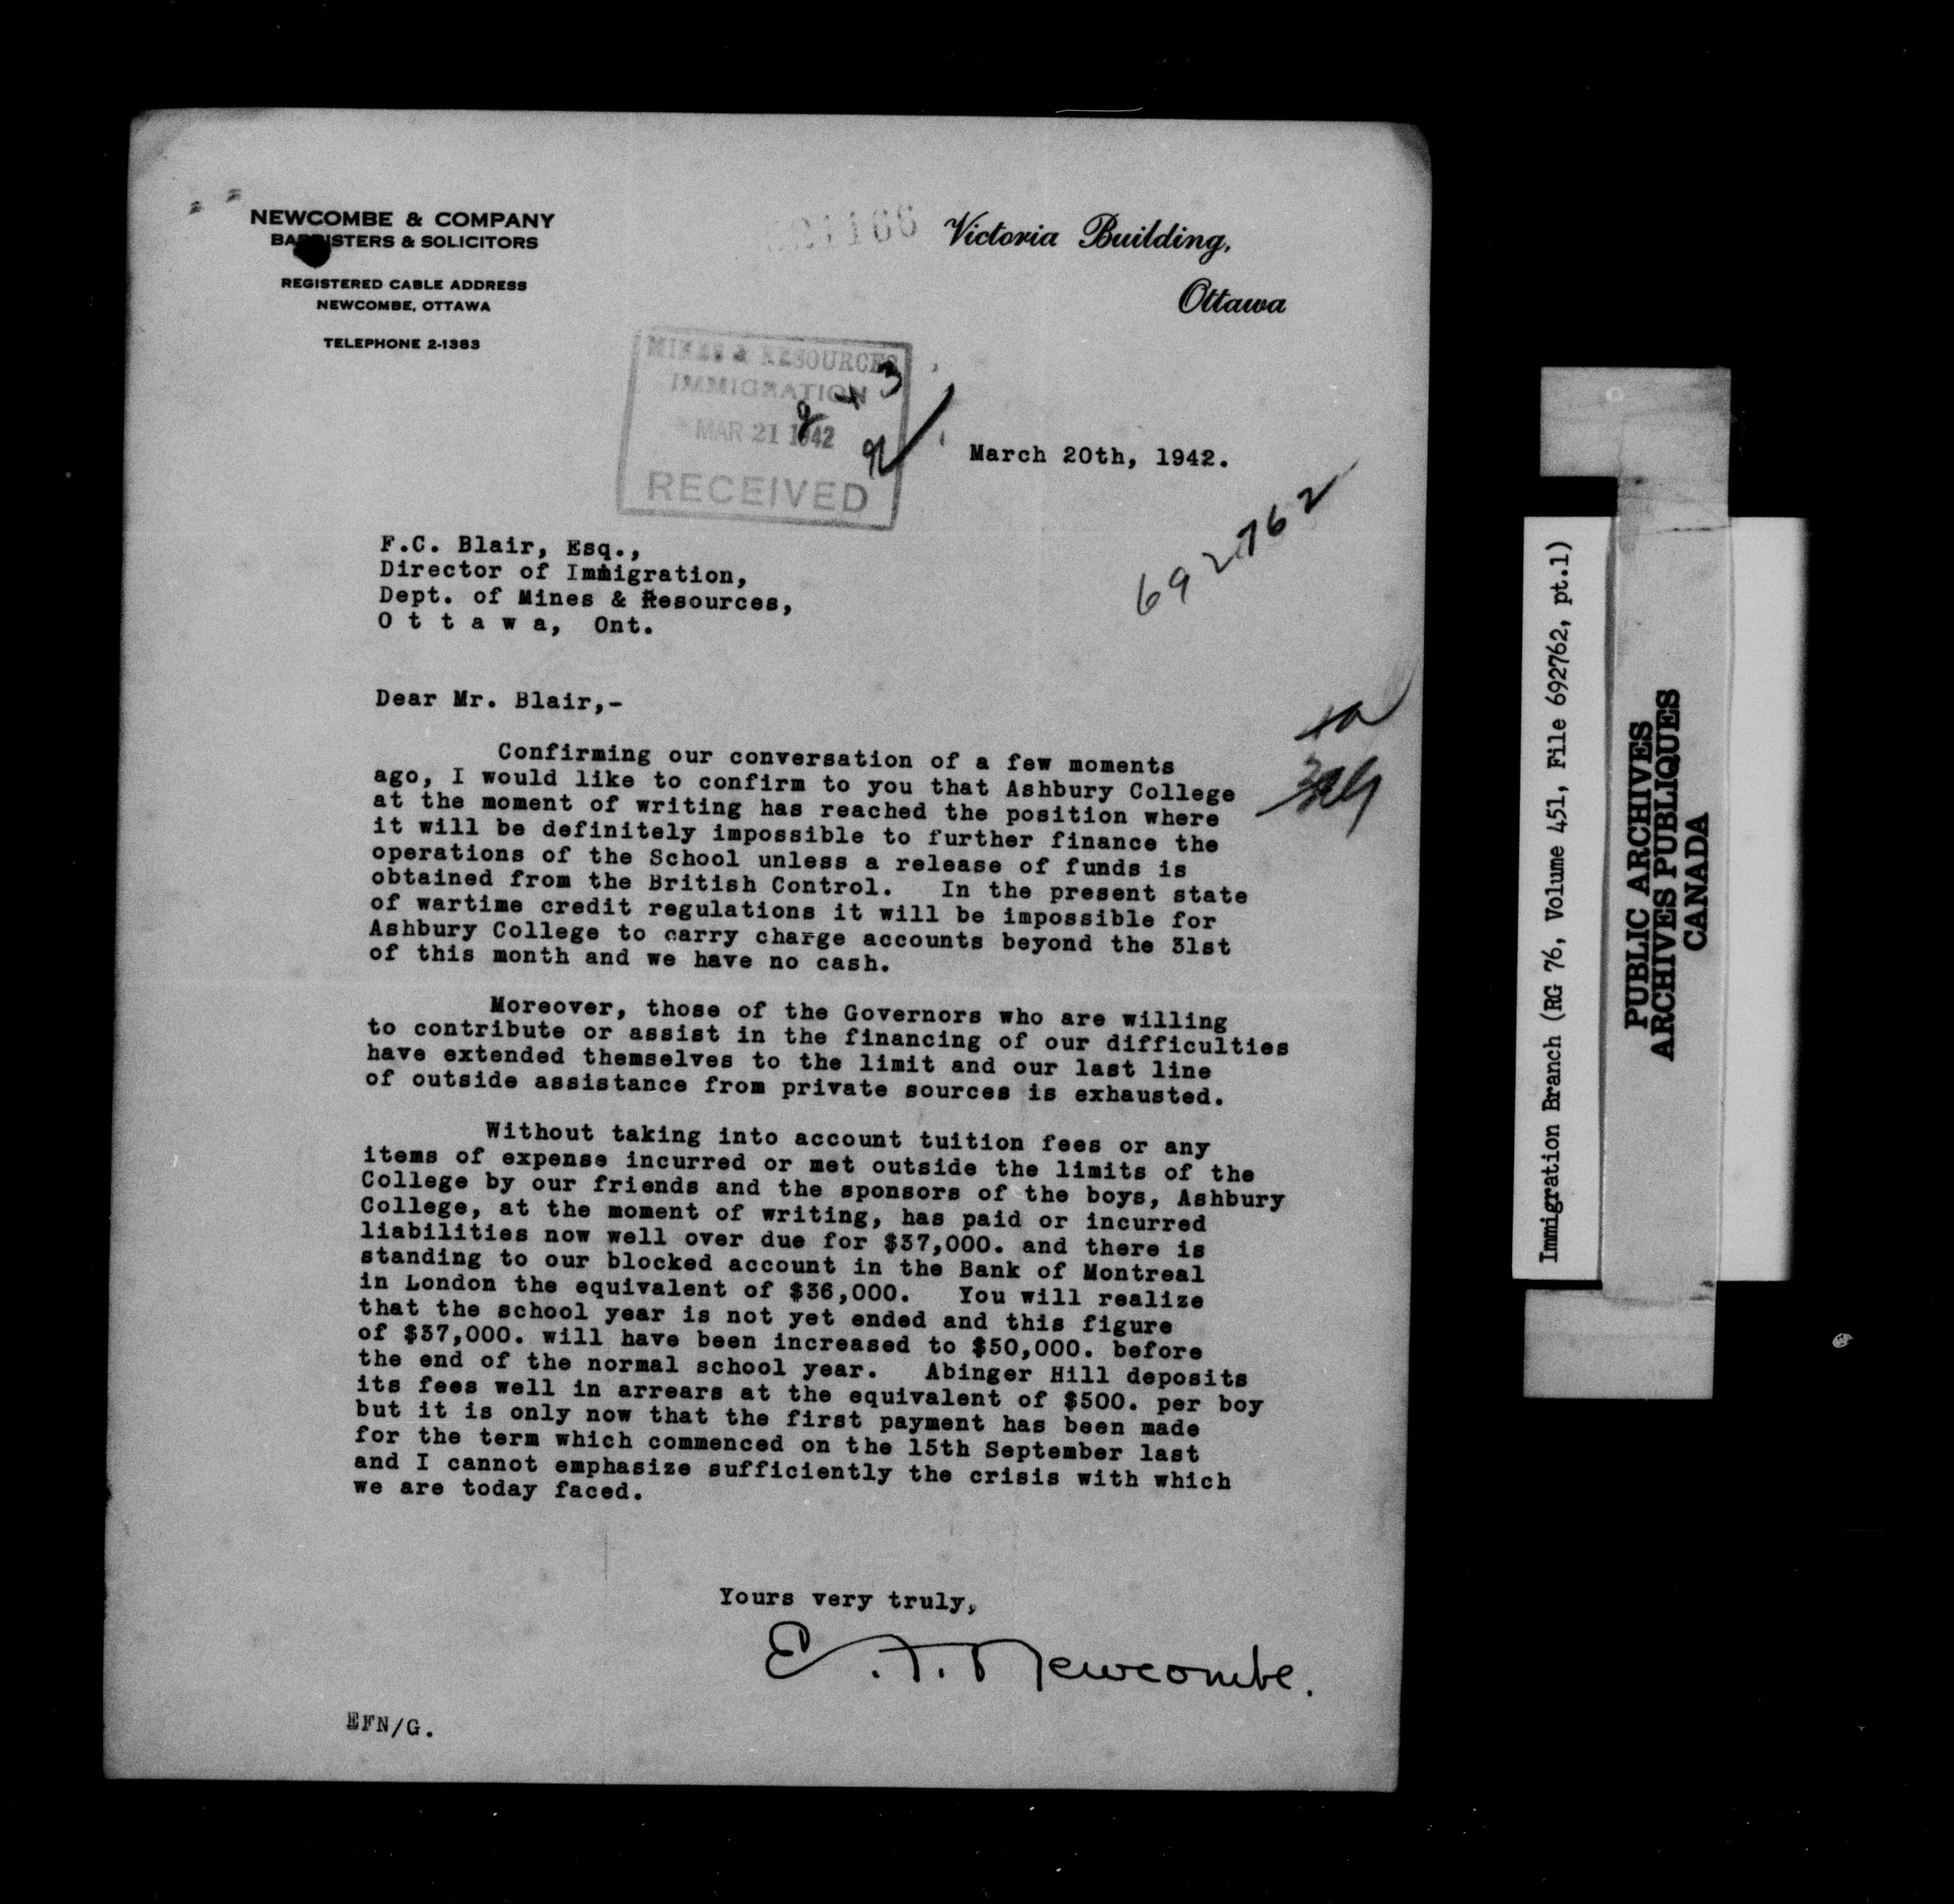 NEWCOMBE & COMPANY
BARRISTERS & SOLICITORS
REGISTERED CABLE ADDRESS
NEWCOMBE, OTTAWA
TELEPHONE 2-1383
Victoria Building,
Ottawa
MINES & RESOURCES
IMMIGRATION
MAR 21 1942
RECEIVED
March 20th, 1942.
692762
F.C. Blair, Esq.,
Director of Immigration,
Dept. of Mines & Resources,
O t t a w a, Ont.
Dear Mr. Blair,-
Confirming our conversation of a few moments
ago, I would like to confirm to you that Ashbury College
at the moment of writing has reached the position where
it will be definitely impossible to further finance the
operations of the School unless a release of funds is
obtained from the British Control. In the present state
of wartime credit regulations it will be impossible for
Ashbury College to carry charge accounts beyond the 31st
of this month and we have no cash.
Moreover, those of the Governors who are willing
to contribute or assist in the financing of our difficulties
have extended themselves to the limit and our last line
of outside assistance from private sources is exhausted.
Without taking into account tuition fees or any
items of expense incurred or met outside the limits of the
College by our friends and the sponsors of the boys, Ashbury
College, at the moment of writing, has paid or incurred
liabilities now well over due for $37,000. and there is
standing to our blocked account in the Bank of Montreal
in London the equivalent of $36,000. You will realize
that the school year is not yet ended and this figure
of $37,000. will have been increased to $50,000. before
the end of the normal school year. Abinger Hill deposits
its fees well in arrears at the equivalent of $500. per boy
but it is only now that the first payment has been made
for the term which commenced on the 15th September last
and I cannot emphasize sufficiently the crisis with which
we are today faced.
Yours very truly,
E.F. Newcombe.
EFN/G.
Immigration Branch (RG 76, Volume 451, File 692762, pt.1)
PUBLIC ARCHIVES
ARCHIVES PUBLIQUES
CANADA